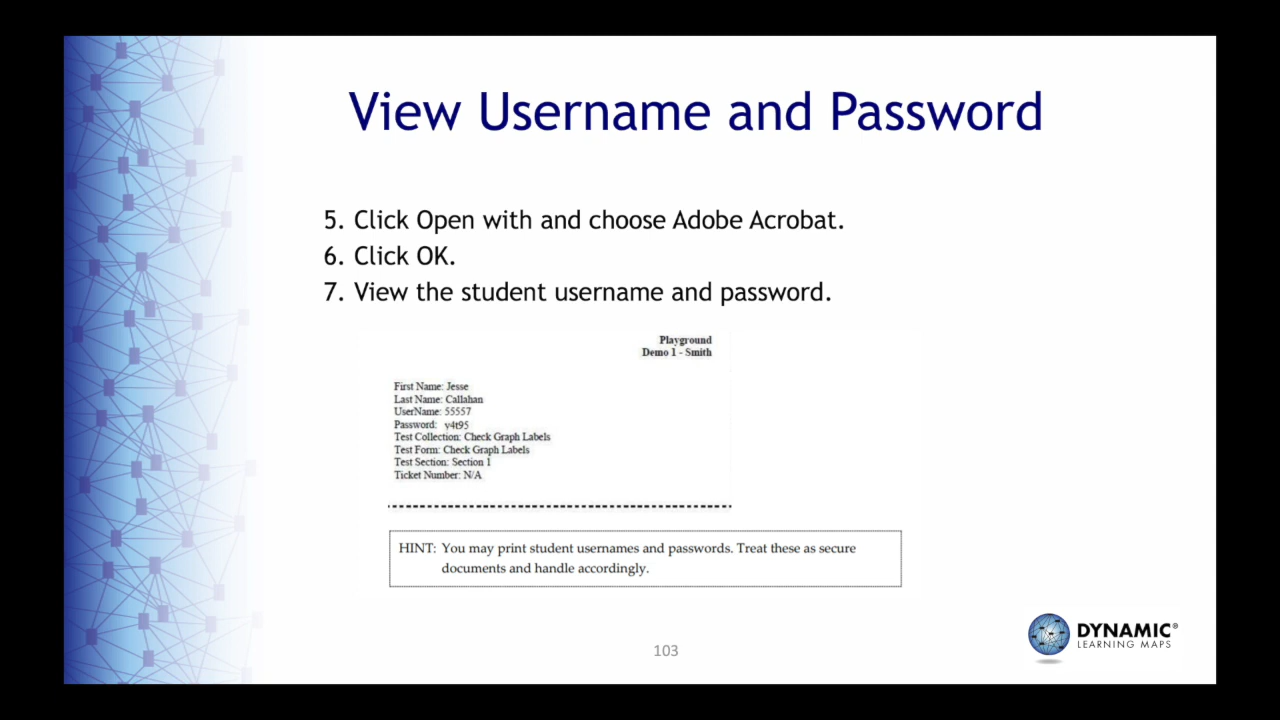 View Username and Password
5. Click Open with and choose Adobe Acrobat.
6. Click OK.
7. View the student username and password.
Playground
Demo 1 - Smith
First Name: Jesse
Last Name: Callahan
UserName: 55557
Password: y4t95
Test Collection: Check Graph Labels
Test Form: Check Graph Labels
Test Section: Section 1
Ticket Number: N/A
HINT: You may print student usernames and passwords. Treat these as secure
documents and handle accordingly.
103
DYNAMIC®
LEARNING MAPS